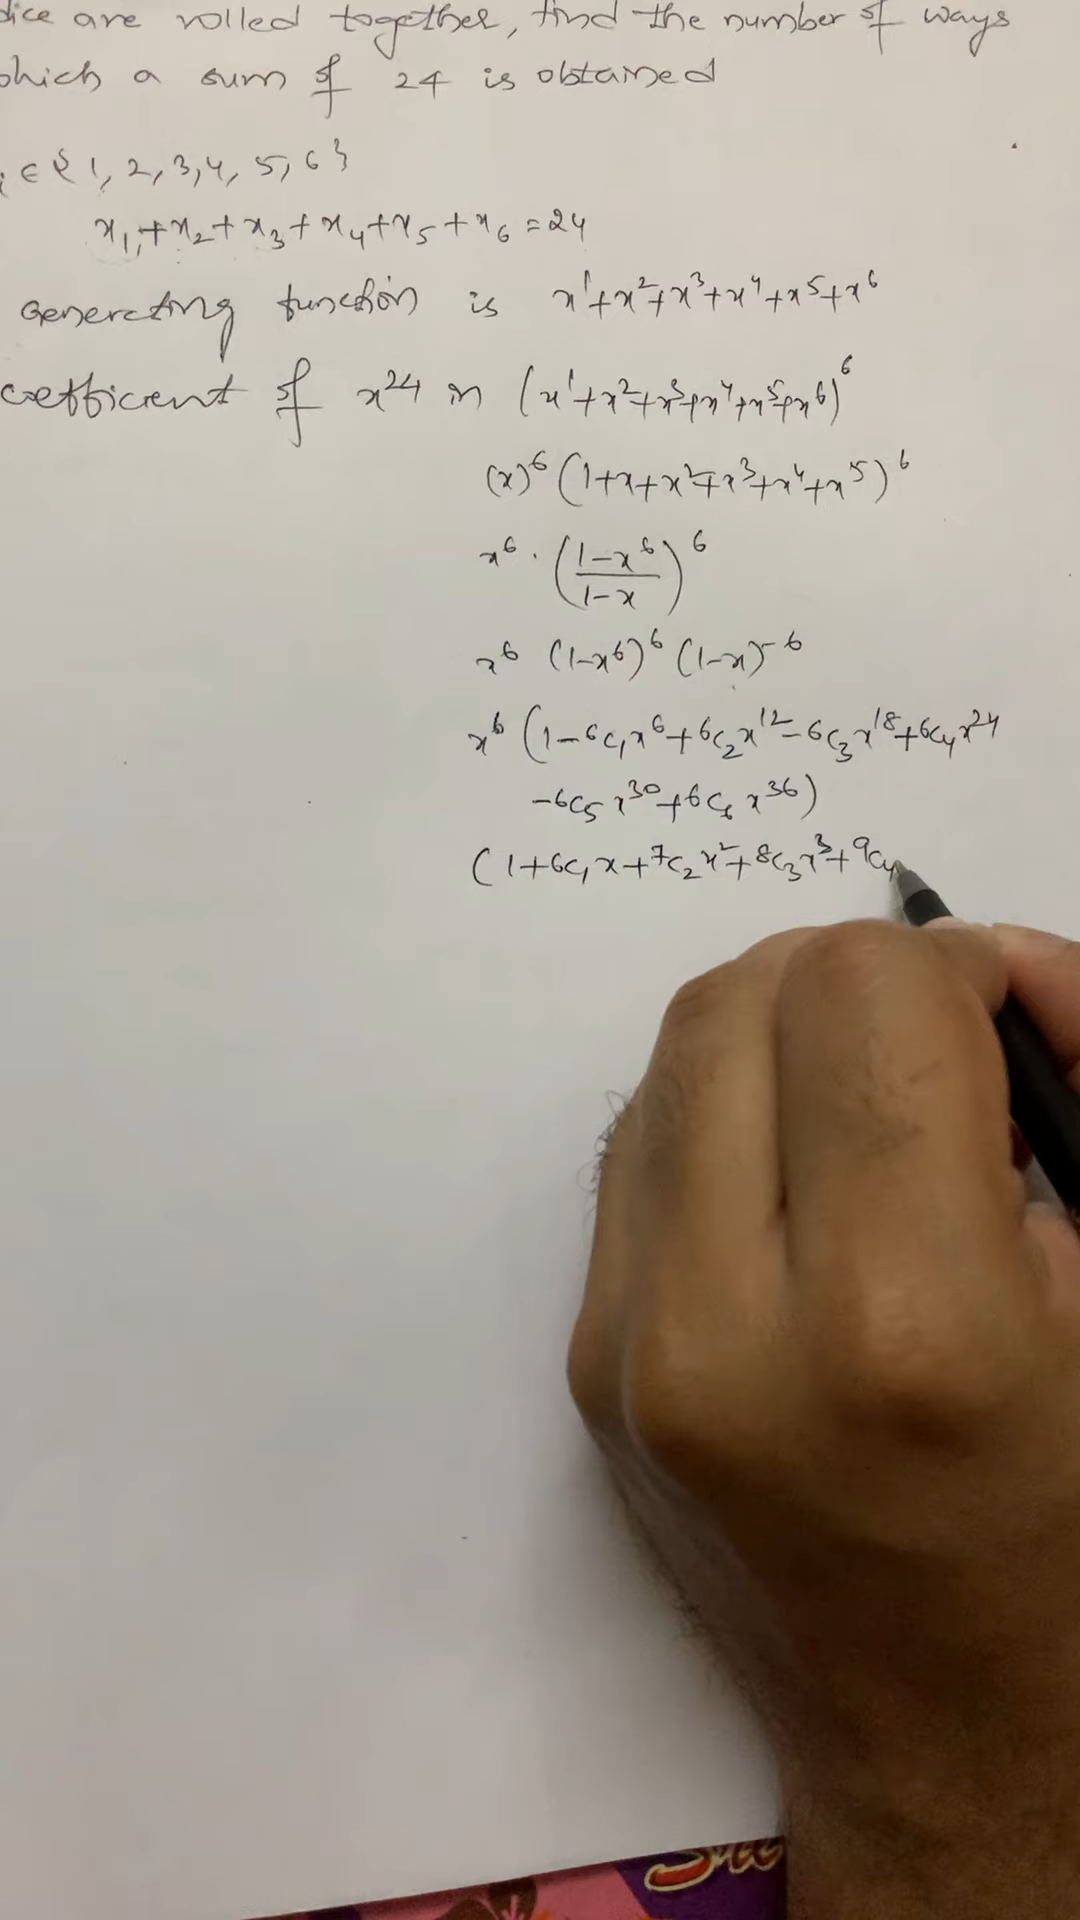 dice are rolled together, find the number of ways
which a sum of 24 is obtained
i ∈ { 1, 2, 3, 4, 5, 6 }
x₁ + x₂ + x₃ + x₄ + x₅ + x₆ = 24
Generating function is x¹+x²+x³+x⁴+x⁵+x⁶
coefficient of x²⁴ in (x¹+x²+x³+x⁴+x⁵+x⁶)⁶
(x)⁶ (1+x+x²+x³+x⁴+x⁵)⁶
x⁶ · ((1-x⁶)/(1-x))⁶
x⁶ (1-x⁶)⁶ (1-x)⁻⁶
x⁶ (1 - ⁶C₁x⁶ + ⁶C₂x¹² - ⁶C₃x¹⁸ + ⁶C₄x²⁴
- ⁶C₅ x³⁰ + ⁶C₆ x³⁶)
(1 + ⁶C₁x + ⁷C₂x² + ⁸C₃x³ + ⁹C₄